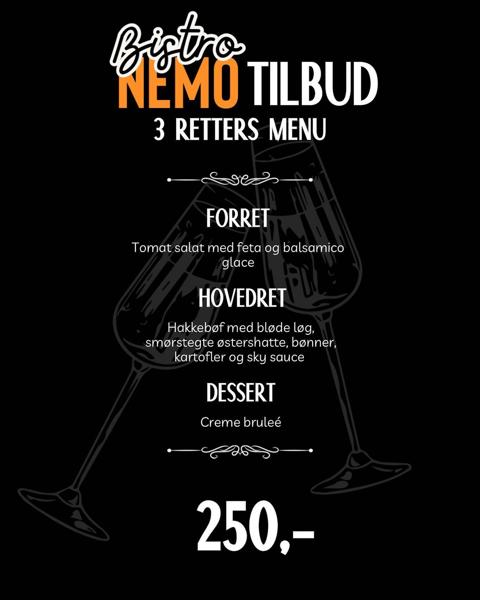 Bistro
NEMO TILBUD
3 RETTERS MENU
FORRET
Tomat salat med feta og balsamico
glace
HOVEDRET
Hakkebøf med bløde løg,
smørstegte østershatte, bønner,
kartofler og sky sauce
DESSERT
Creme bruleé
250,-